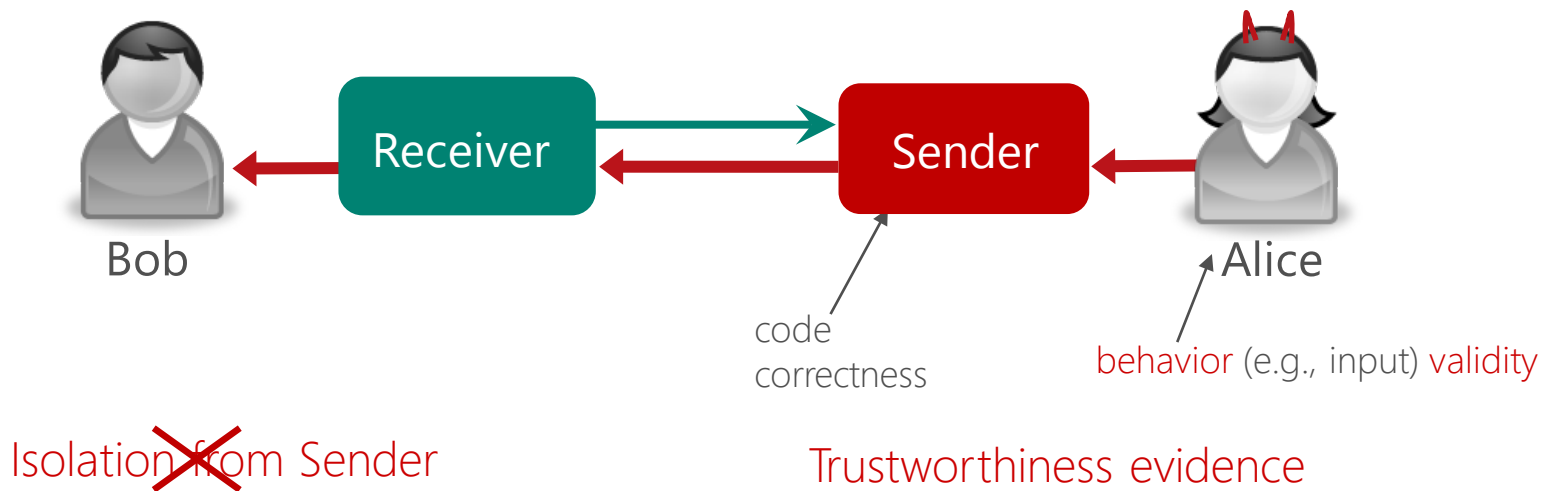 Receiver
Sender
Bob
Alice
code
correctness
behavior (e.g., input) validity
Isolation from Sender
Trustworthiness evidence